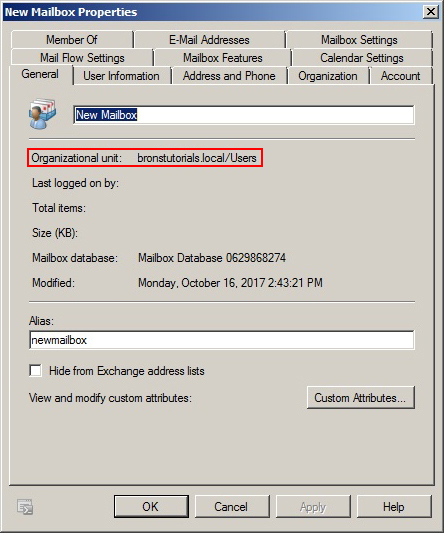 New Mailbox Properties
Member Of E-Mail Addresses Mailbox Settings
Mail Flow Settings Mailbox Features Calendar Settings
General User Information Address and Phone Organization Account
New Mailbox
Organizational unit: bronstutorials.local/Users
Last logged on by:
Total items:
Size (KB):
Mailbox database: Mailbox Database 0629868274
Modified: Monday, October 16, 2017 2:43:21 PM
Alias:
newmailbox
Hide from Exchange address lists
View and modify custom attributes: Custom Attributes...
OK Cancel Apply Help